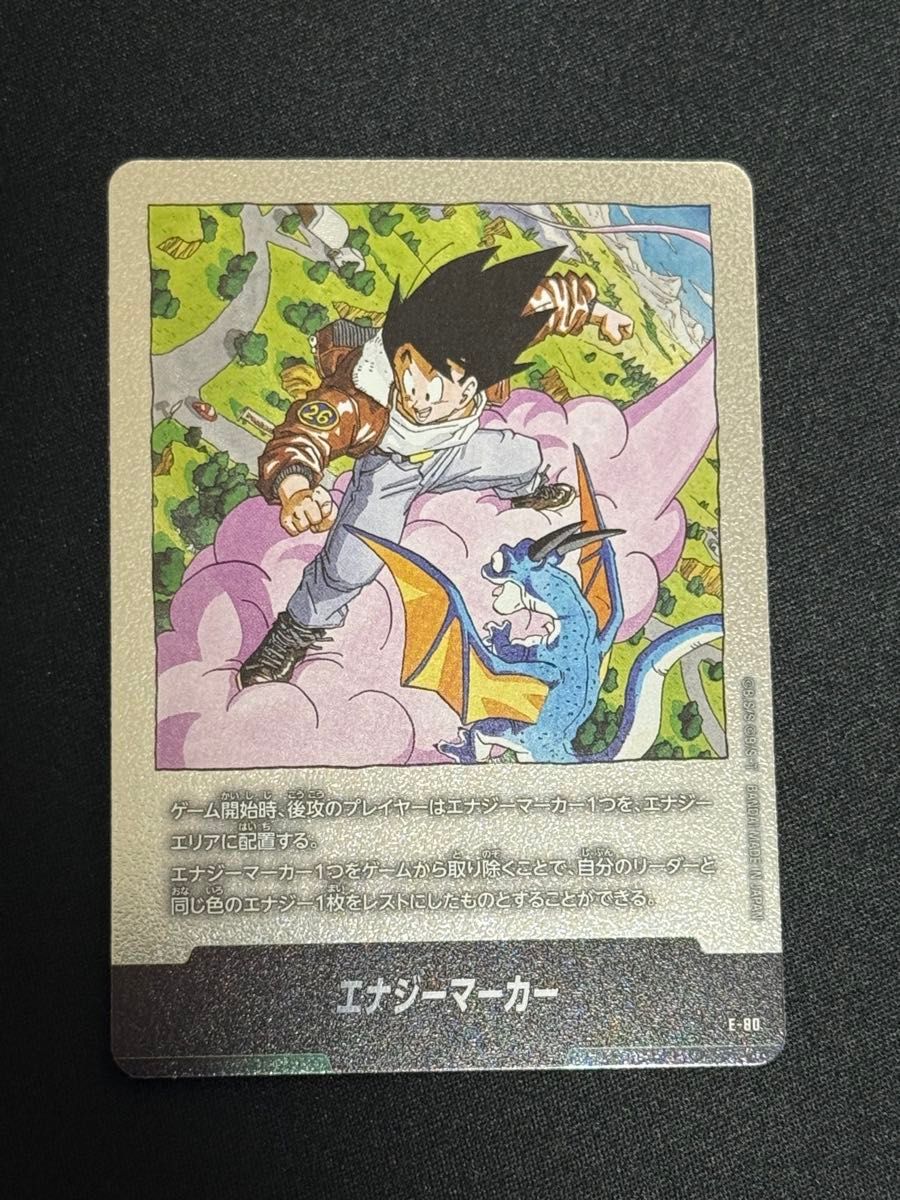 26
ゲーム開始時、後攻のプレイヤーはエナジーマーカー1つを、エナジー
エリアに配置する。
エナジーマーカー1つをゲームから取り除くことで、自分のリーダーと
同じ色のエナジー1枚をレストにしたものとすることができる。
エナジーマーカー
E-80